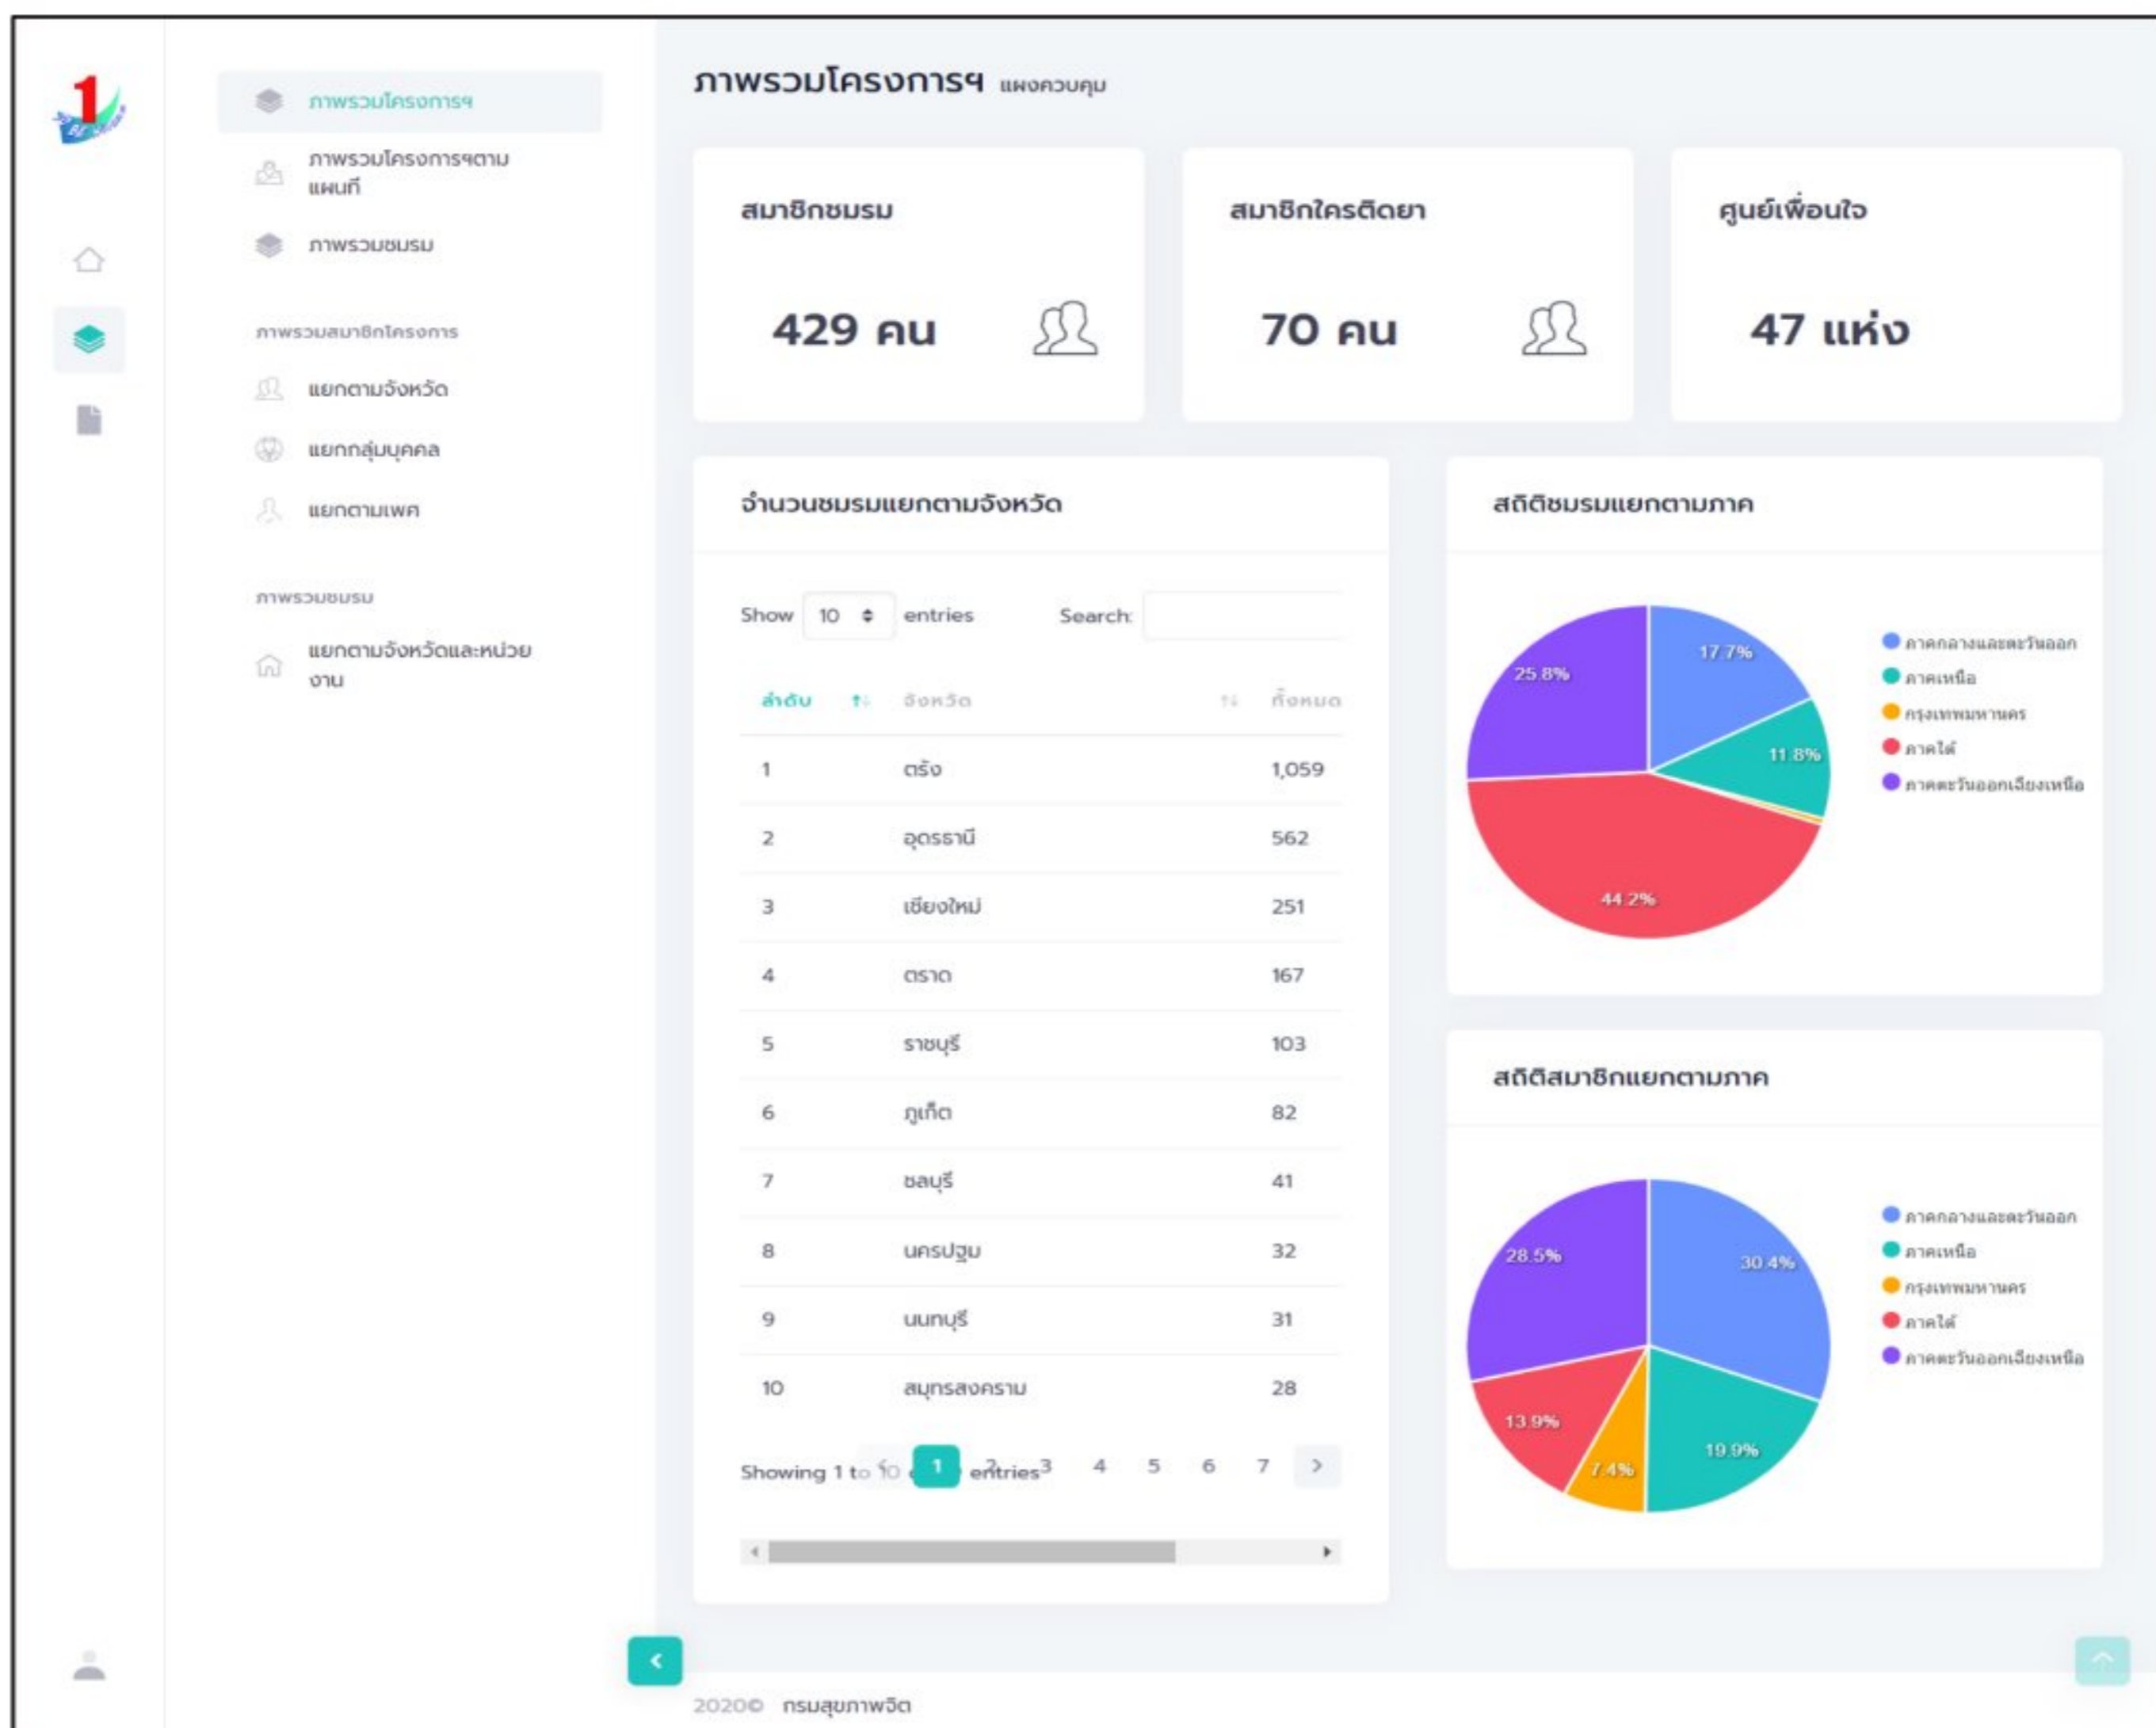 1
ภาพรวมโครงการฯ
ภาพรวมโครงการฯตาม
แผนที่
ภาพรวมชมรม
ภาพรวมสมาชิกโครงการ
แยกตามจังหวัด
แยกกลุ่มบุคคล
แยกตามเพศ
ภาพรวมชมรม
แยกตามจังหวัดและหน่วย
งาน
ภาพรวมโครงการฯ แผงควบคุม
สมาชิกชมรม
429 คน
สมาชิกใครติดยา
70 คน
ศูนย์เพื่อนใจ
47 แห่ง
จำนวนชมรมแยกตามจังหวัด
Show 10 entries Search:
ลำดับ จังหวัด ทั้งหมด
1 ตรัง 1,059
2 อุดรธานี 562
3 เชียงใหม่ 251
4 ตราด 167
5 ราชบุรี 103
6 ภูเก็ต 82
7 ชลบุรี 41
8 นครปฐม 32
9 นนทบุรี 31
10 สมุทรสงคราม 28
Showing 1 to 10 entries
1 2 3 4 5 6 7
สถิติชมรมแยกตามภาค
17.7%
11.8%
44.2%
25.8%
ภาคกลางและตะวันออก
ภาคเหนือ
กรุงเทพมหานคร
ภาคใต้
ภาคตะวันออกเฉียงเหนือ
สถิติสมาชิกแยกตามภาค
30.4%
19.9%
7.4%
13.9%
28.5%
ภาคกลางและตะวันออก
ภาคเหนือ
กรุงเทพมหานคร
ภาคใต้
ภาคตะวันออกเฉียงเหนือ
2020© กรมสุขภาพจิต